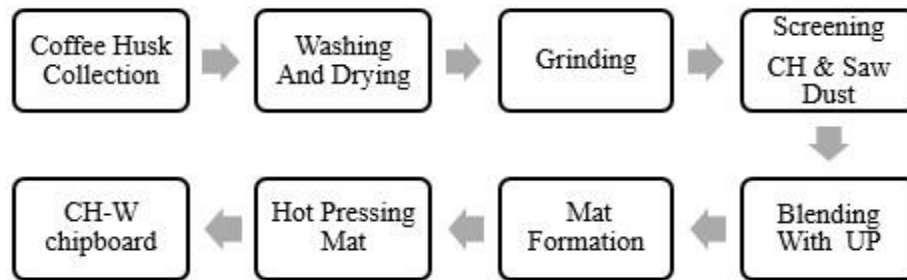 Coffee Husk
Collection
Washing
And Drying
Grinding
Screening
CH & Saw
Dust
Blending
With UP
Mat
Formation
Hot Pressing
Mat
CH-W
chipboard